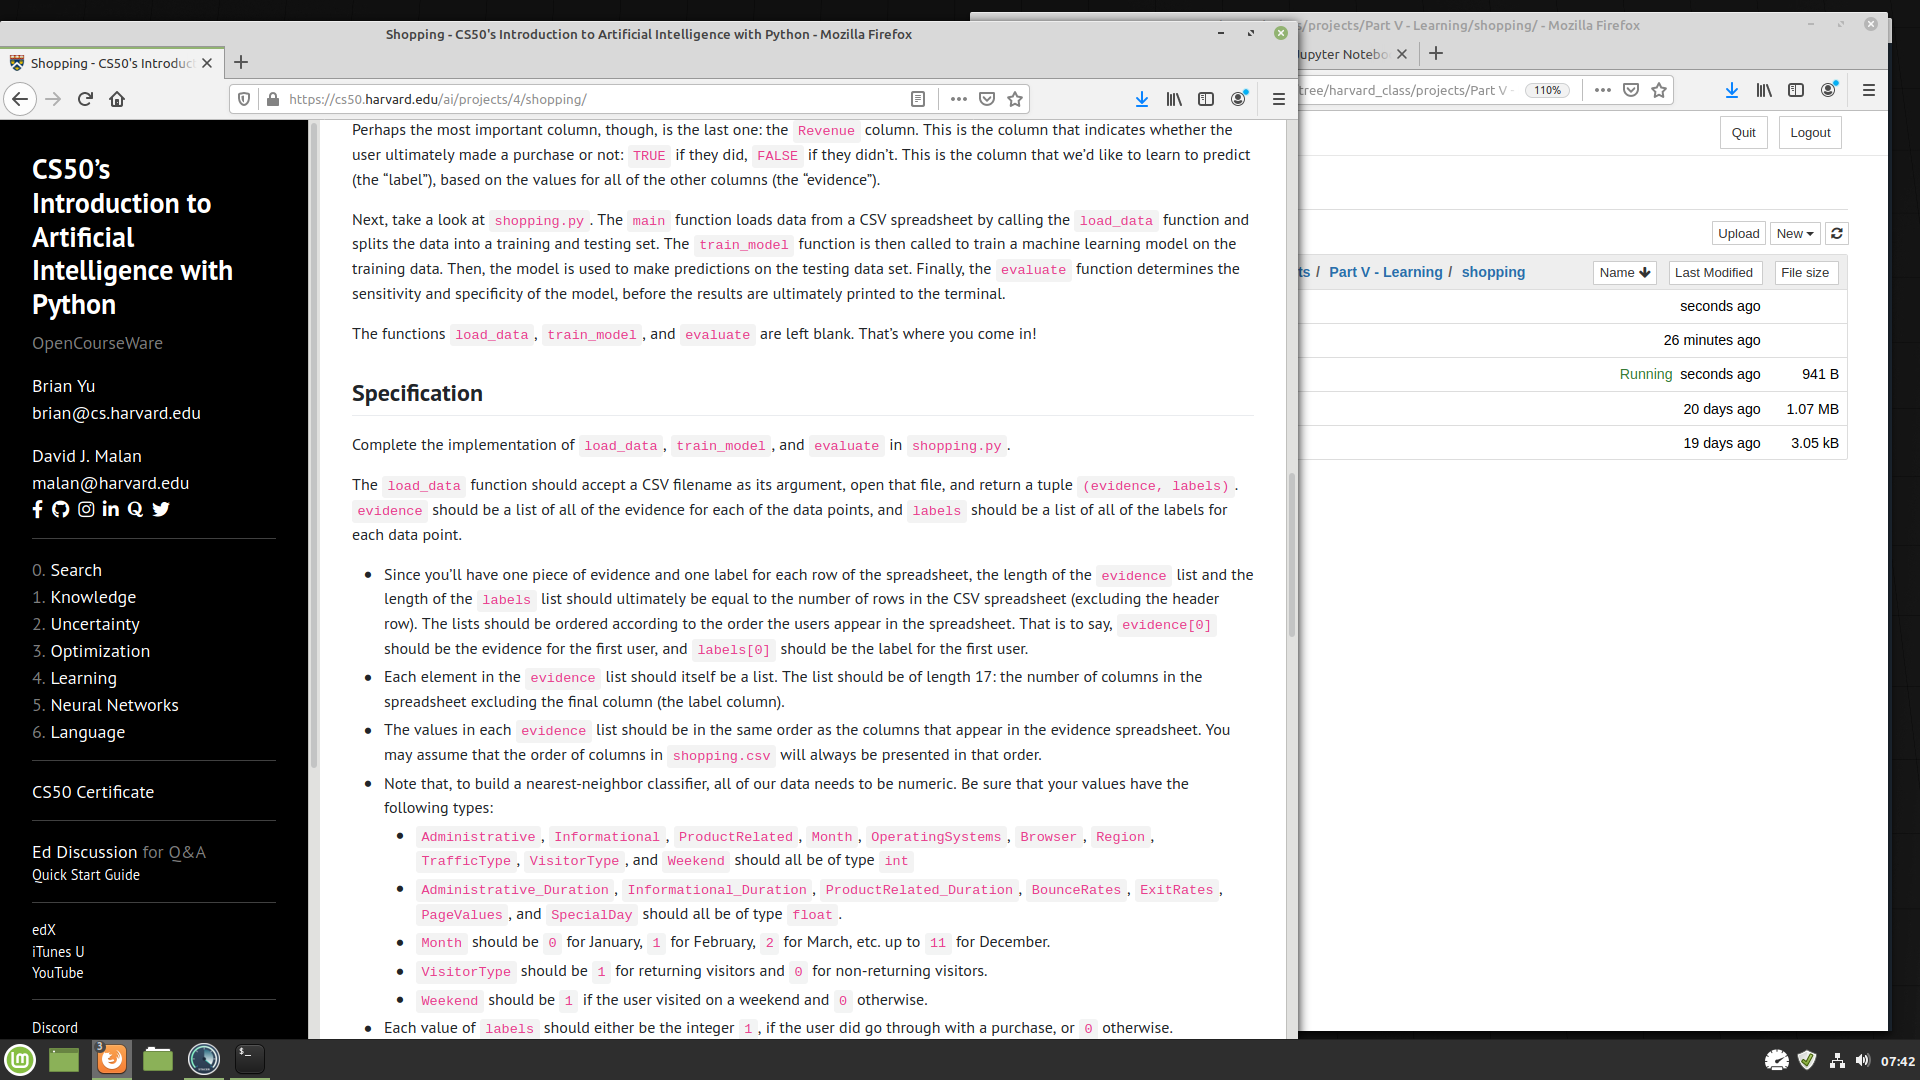 /projects/Part V - Learning/shopping/ - Mozilla Firefox
Shopping - CS50's Introduction to Artificial Intelligence with Python - Mozilla Firefox
Shopping - CS50's Introduc
Jupyter Notebo
https://cs50.harvard.edu/ai/projects/4/shopping/
tree/harvard_class/projects/Part V -
110%
CS50’s
Introduction to
Artificial
Intelligence with
Python
OpenCourseWare
Brian Yu
brian@cs.harvard.edu
David J. Malan
malan@harvard.edu
0. Search
1. Knowledge
2. Uncertainty
3. Optimization
4. Learning
5. Neural Networks
6. Language
CS50 Certificate
Ed Discussion for Q&A
Quick Start Guide
edX
iTunes U
YouTube
Discord
Perhaps the most important column, though, is the last one: the Revenue column. This is the column that indicates whether the
user ultimately made a purchase or not: TRUE if they did, FALSE if they didn’t. This is the column that we’d like to learn to predict
(the “label”), based on the values for all of the other columns (the “evidence”).
Next, take a look at shopping.py. The main function loads data from a CSV spreadsheet by calling the load_data function and
splits the data into a training and testing set. The train_model function is then called to train a machine learning model on the
training data. Then, the model is used to make predictions on the testing data set. Finally, the evaluate function determines the
sensitivity and specificity of the model, before the results are ultimately printed to the terminal.
The functions load_data, train_model, and evaluate are left blank. That’s where you come in!
Specification
Complete the implementation of load_data, train_model, and evaluate in shopping.py.
The load_data function should accept a CSV filename as its argument, open that file, and return a tuple (evidence, labels).
evidence should be a list of all of the evidence for each of the data points, and labels should be a list of all of the labels for
each data point.
Since you’ll have one piece of evidence and one label for each row of the spreadsheet, the length of the evidence list and the
length of the labels list should ultimately be equal to the number of rows in the CSV spreadsheet (excluding the header
row). The lists should be ordered according to the order the users appear in the spreadsheet. That is to say, evidence[0]
should be the evidence for the first user, and labels[0] should be the label for the first user.
Each element in the evidence list should itself be a list. The list should be of length 17: the number of columns in the
spreadsheet excluding the final column (the label column).
The values in each evidence list should be in the same order as the columns that appear in the evidence spreadsheet. You
may assume that the order of columns in shopping.csv will always be presented in that order.
Note that, to build a nearest-neighbor classifier, all of our data needs to be numeric. Be sure that your values have the
following types:
Administrative, Informational, ProductRelated, Month, OperatingSystems, Browser, Region,
TrafficType, VisitorType, and Weekend should all be of type int
Administrative_Duration, Informational_Duration, ProductRelated_Duration, BounceRates, ExitRates,
PageValues, and SpecialDay should all be of type float.
Month should be 0 for January, 1 for February, 2 for March, etc. up to 11 for December.
VisitorType should be 1 for returning visitors and 0 for non-returning visitors.
Weekend should be 1 if the user visited on a weekend and 0 otherwise.
Each value of labels should either be the integer 1, if the user did go through with a purchase, or 0 otherwise.
Quit
Logout
Upload
New
ts / Part V - Learning / shopping
Name
Last Modified
File size
seconds ago
26 minutes ago
Running seconds ago 941 B
20 days ago 1.07 MB
19 days ago 3.05 kB
3
07:42